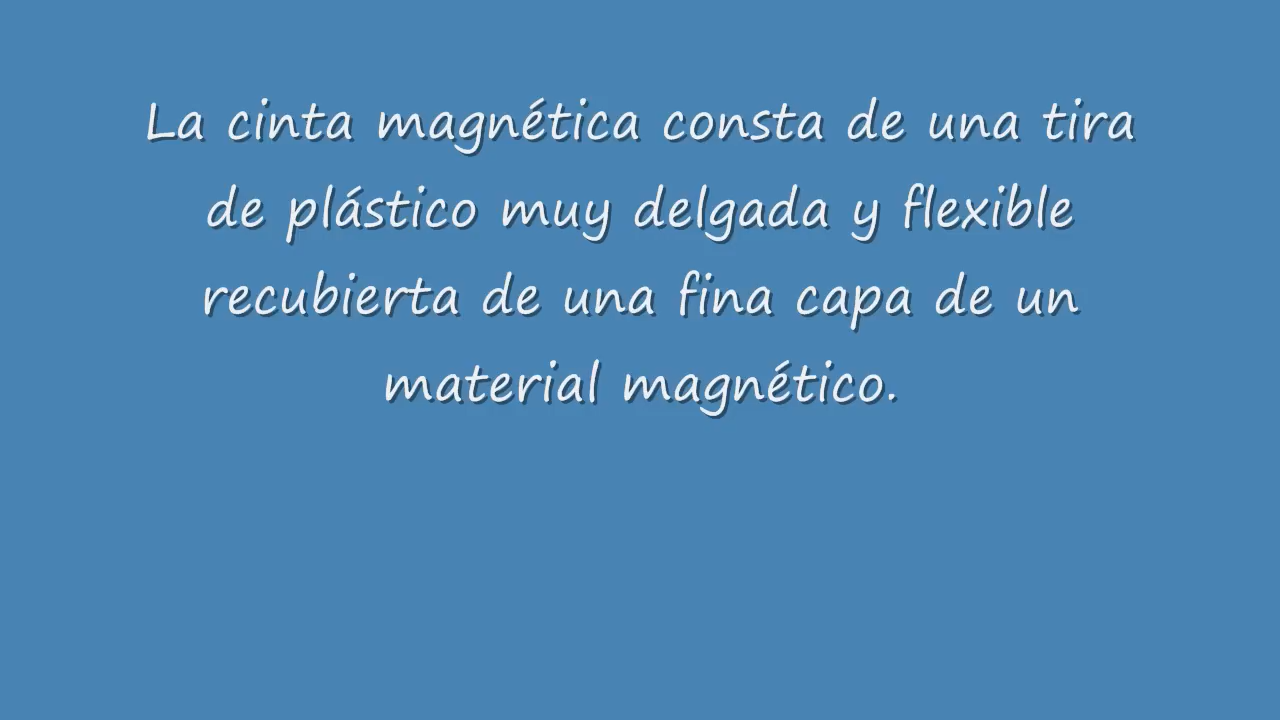 La cinta magnética consta de una tira
de plástico muy delgada y flexible
recubierta de una fina capa de un
material magnético.